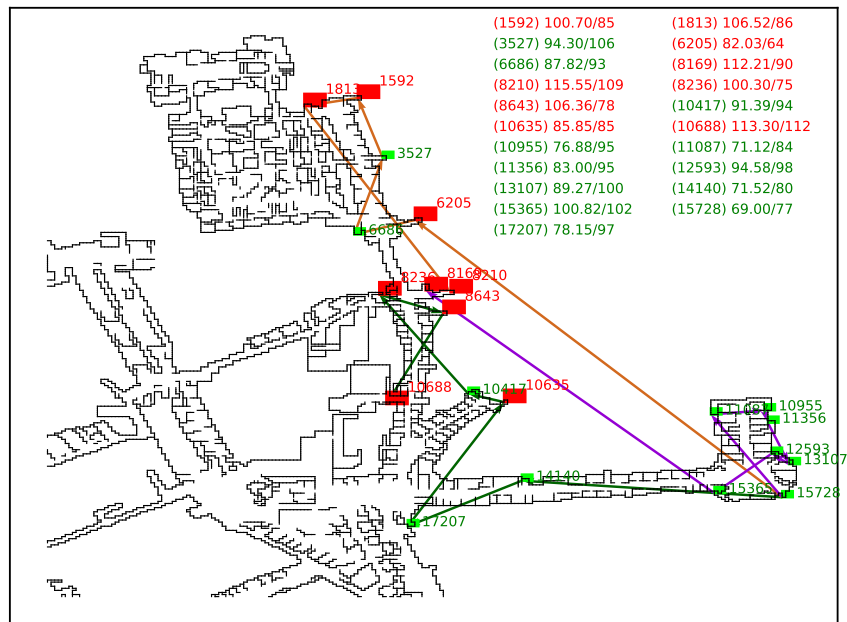 (1592) 100.70/85 (1813) 106.52/86
(3527) 94.30/106 (6205) 82.03/64
(6686) 87.82/93 (8169) 112.21/90
(8210) 115.55/109 (8236) 100.30/75
(8643) 106.36/78 (10417) 91.39/94
(10635) 85.85/85 (10688) 113.30/112
(10955) 76.88/95 (11087) 71.12/84
(11356) 83.00/95 (12593) 94.58/98
(13107) 89.27/100 (14140) 71.52/80
(15365) 100.82/102 (15728) 69.00/77
(17207) 78.15/97
1592
1813
3527
6205
6686
8169
8210
8236
8643
10688
10417
10635
10955
11087
11356
12593
13107
14140
15365
15728
17207